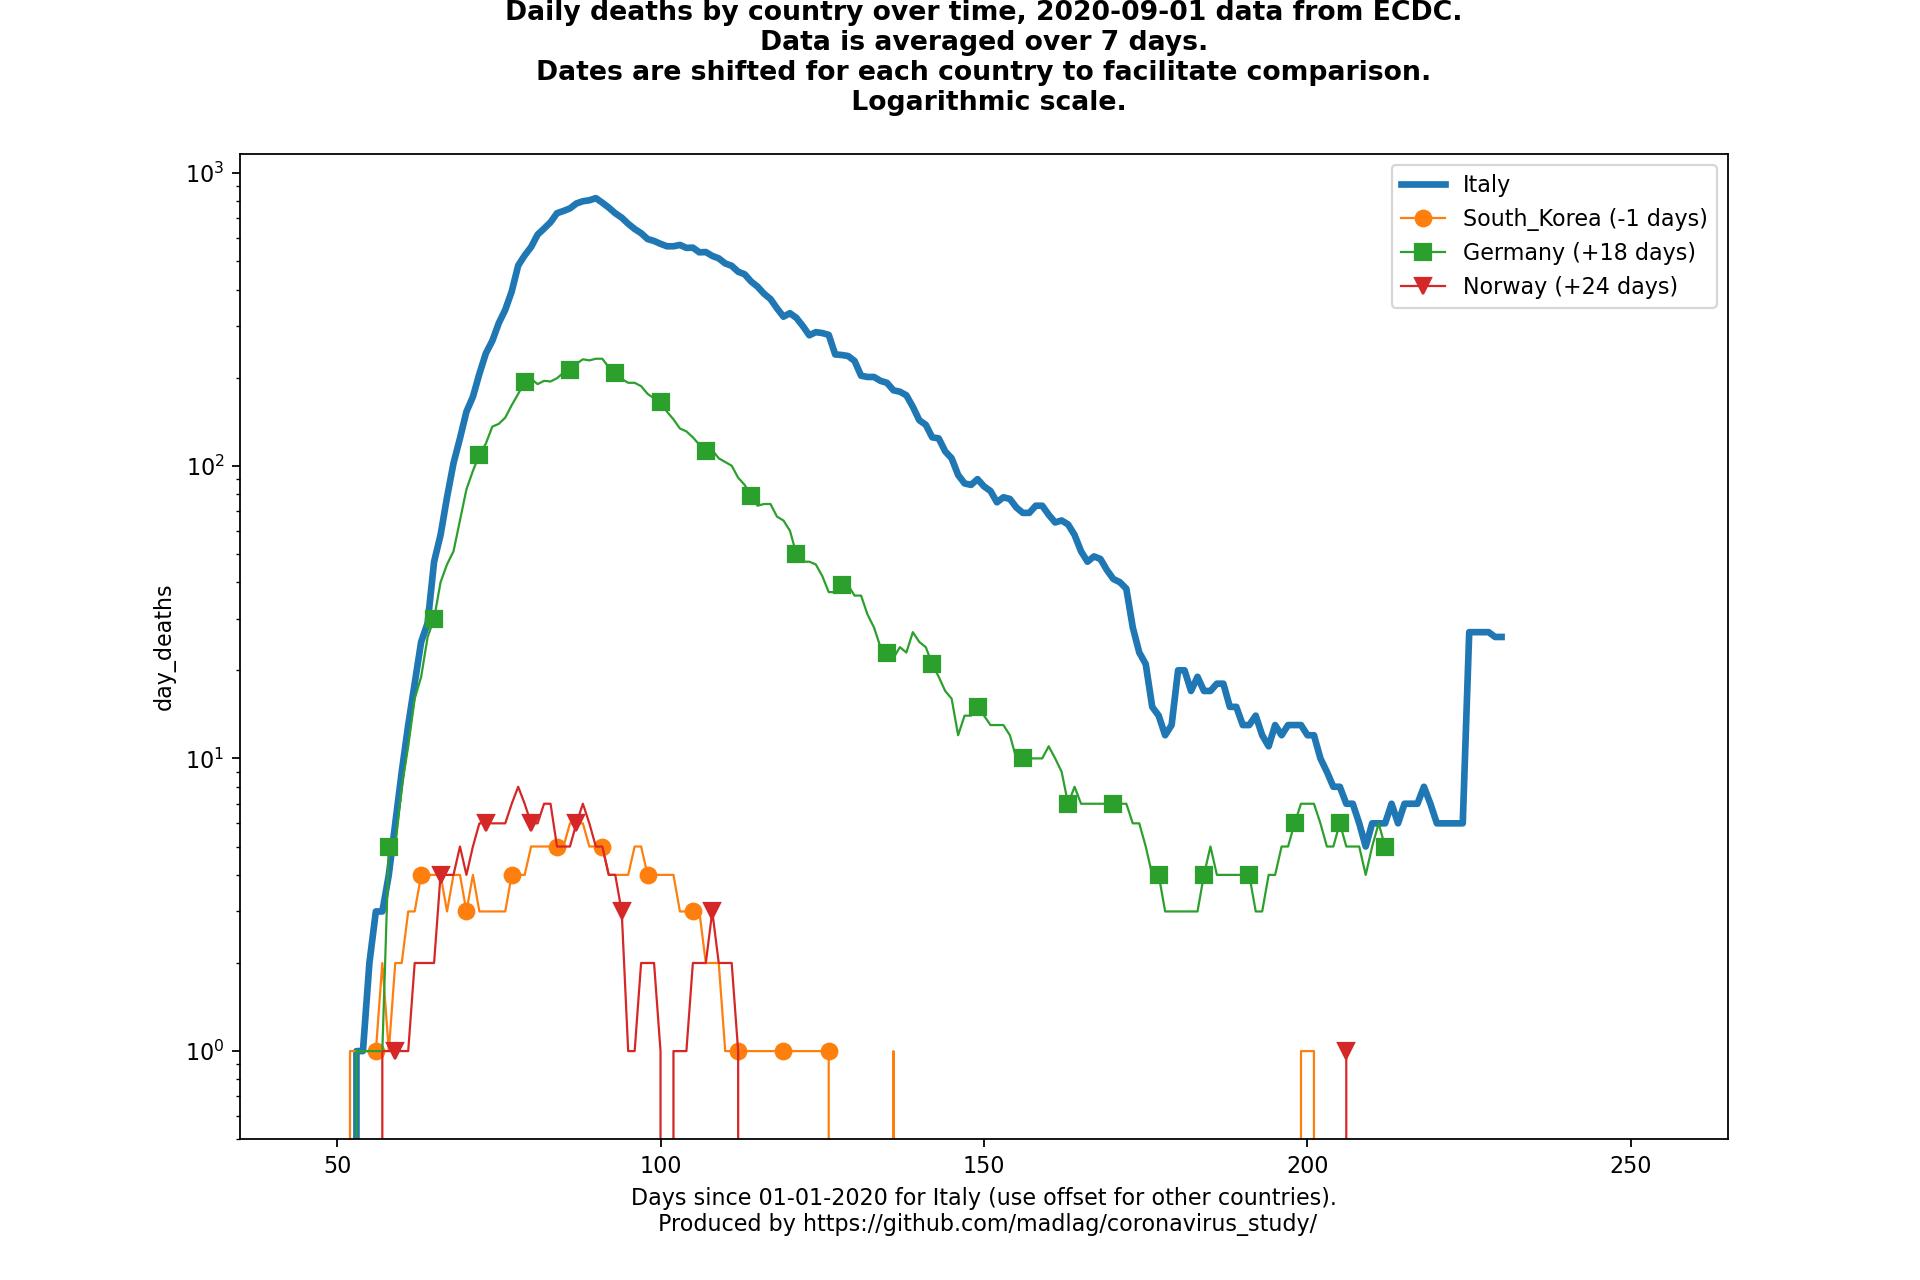 Daily deaths by country over time, 2020-09-01 data from ECDC.
Data is averaged over 7 days.
Dates are shifted for each country to facilitate comparison.
Logarithmic scale.
10³
10²
10¹
10⁰
day_deaths
Italy
South_Korea (-1 days)
Germany (+18 days)
Norway (+24 days)
50
100
150
200
250
Days since 01-01-2020 for Italy (use offset for other countries).
Produced by https://github.com/madlag/coronavirus_study/